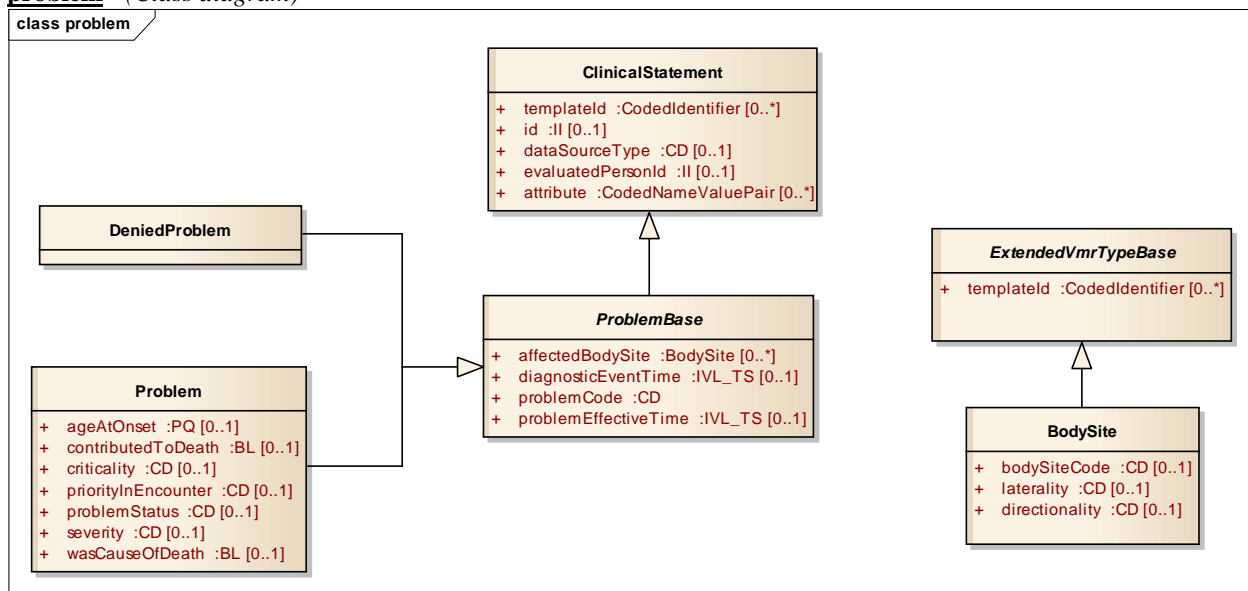 problem (Class diagram)
class problem
ClinicalStatement
+ templateId :CodedIdentifier [0..*]
+ id :II [0..1]
+ dataSourceType :CD [0..1]
+ evaluatedPersonId :II [0..1]
+ attribute :CodedNameValuePair [0..*]
DeniedProblem
ExtendedVmrTypeBase
+ templateId :CodedIdentifier [0..*]
ProblemBase
+ affectedBodySite :BodySite [0..*]
+ diagnosticEventTime :IVL_TS [0..1]
+ problemCode :CD
+ problemEffectiveTime :IVL_TS [0..1]
Problem
+ ageAtOnset :PQ [0..1]
+ contributedToDeath :BL [0..1]
+ criticality :CD [0..1]
+ priorityInEncounter :CD [0..1]
+ problemStatus :CD [0..1]
+ severity :CD [0..1]
+ wasCauseOfDeath :BL [0..1]
BodySite
+ bodySiteCode :CD [0..1]
+ laterality :CD [0..1]
+ directionality :CD [0..1]